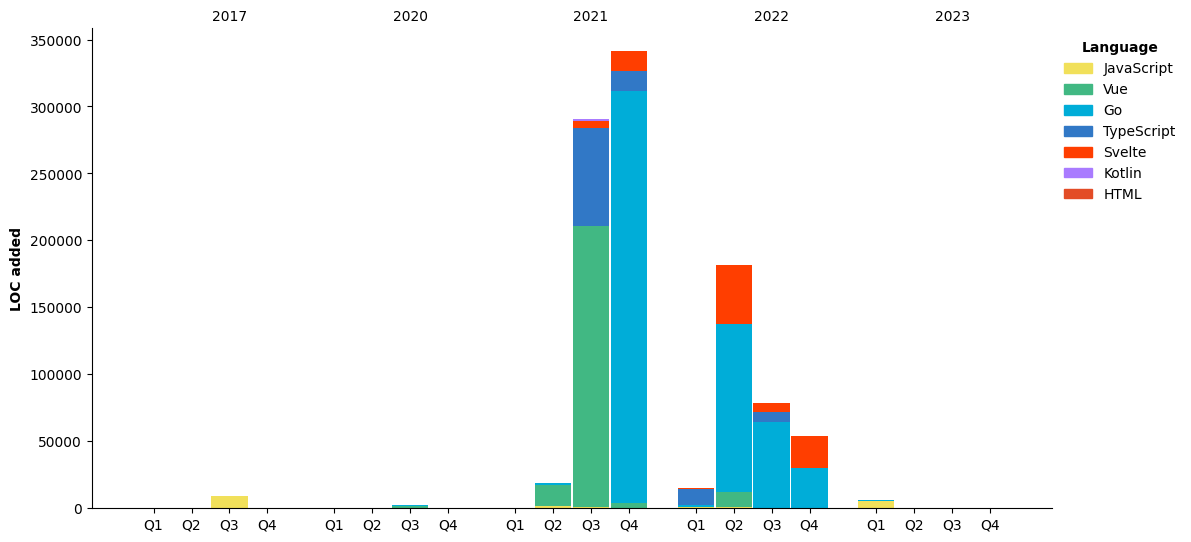 2017 2020 2021 2022 2023
Language
JavaScript
Vue
Go
TypeScript
Svelte
Kotlin
HTML
LOC added
350000
300000
250000
200000
150000
100000
50000
0
Q1 Q2 Q3 Q4 Q1 Q2 Q3 Q4 Q1 Q2 Q3 Q4 Q1 Q2 Q3 Q4 Q1 Q2 Q3 Q4